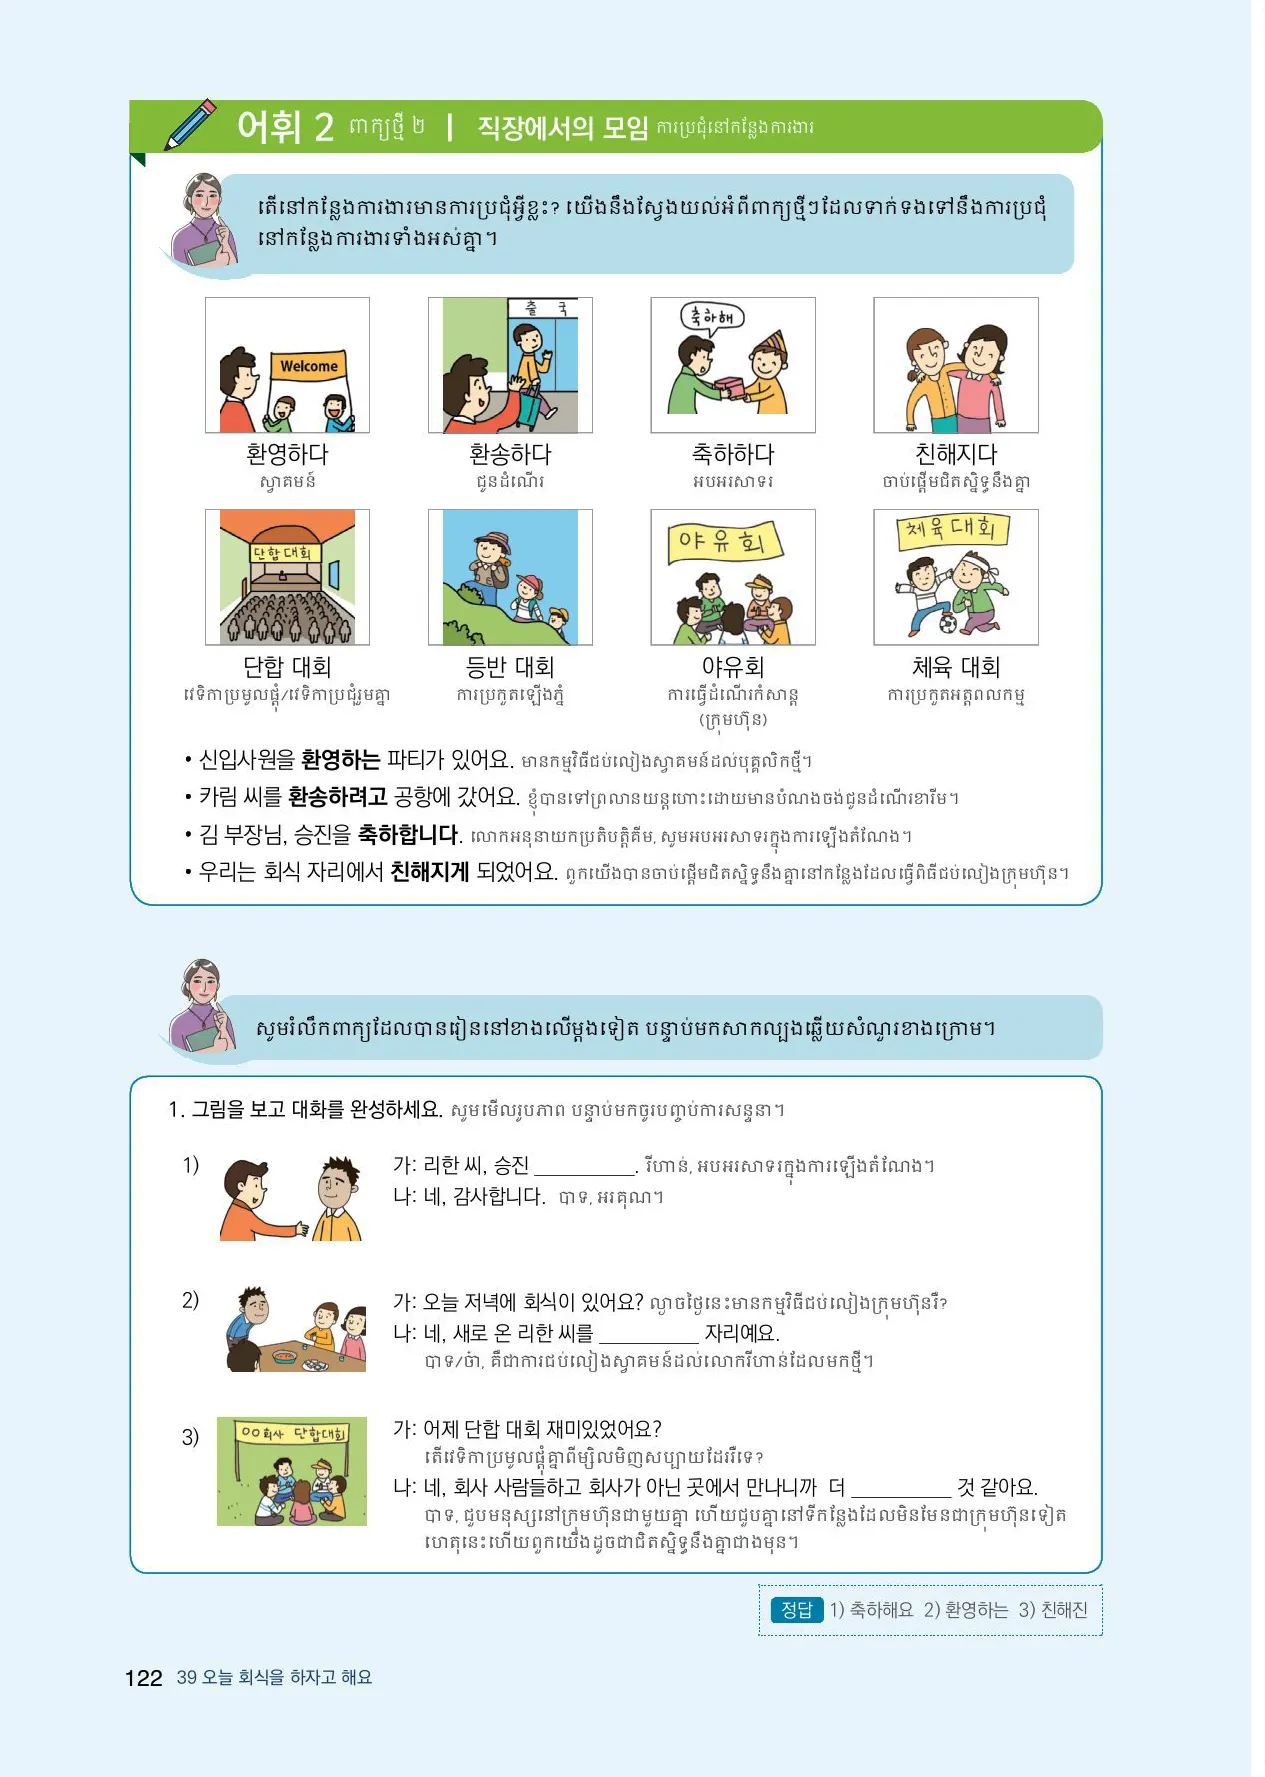 어휘 2 ពាក្យថ្មី ២ | 직장에서의 모임 ការប្រជុំនៅកន្លែងការងារ
តើនៅកន្លែងការងារមានការប្រជុំអ្វីខ្លះ? យើងនឹងស្វែងយល់អំពីពាក្យថ្មីៗដែលទាក់ទងទៅនឹងការប្រជុំ
នៅកន្លែងការងារទាំងអស់គ្នា។
Welcome
출 국
축하해
환영하다 환송하다 축하하다 친해지다
ស្វាគមន៍ ជូនដំណើរ អបអរសាទរ ចាប់ផ្តើមជិតស្និទ្ធនឹងគ្នា
단합대회
야유회
체육대회
단합 대회 등반 대회 야유회 체육 대회
វេទិកាប្រមូលផ្តុំ/វេទិកាប្រជុំរួមគ្នា ការប្រកួតឡើងភ្នំ ការធ្វើដំណើរកំសាន្ត ការប្រកួតអត្តពលកម្ម
(ក្រុមហ៊ុន)
• 신입사원을 환영하는 파티가 있어요. មានកម្មវិធីជប់លៀងស្វាគមន៍ដល់បុគ្គលិកថ្មី។
• 카림 씨를 환송하려고 공항에 갔어요. ខ្ញុំបានទៅព្រលានយន្តហោះដោយមានបំណងចង់ជូនដំណើរខារីម។
• 김 부장님, 승진을 축하합니다. លោកអនុនាយកប្រតិបត្តិគីម, សូមអបអរសាទរក្នុងការឡើងតំណែង។
• 우리는 회식 자리에서 친해지게 되었어요. ពួកយើងបានចាប់ផ្តើមជិតស្និទ្ធនឹងគ្នានៅកន្លែងដែលធ្វើពិធីជប់លៀងក្រុមហ៊ុន។
សូមរំលឹកពាក្យដែលបានរៀននៅខាងលើម្តងទៀត បន្ទាប់មកសាកល្បងឆ្លើយសំណួរខាងក្រោម។
1. 그림을 보고 대화를 완성하세요. សូមមើលរូបភាព បន្ទាប់មកចូរបញ្ចប់ការសន្ទនា។
1) 가: 리한 씨, 승진 __________. រីហាន់, អបអរសាទរក្នុងការឡើងតំណែង។
나: 네, 감사합니다. បាទ, អរគុណ។
2) 가: 오늘 저녁에 회식이 있어요? ល្ងាចថ្ងៃនេះមានកម្មវិធីជប់លៀងក្រុមហ៊ុនរឺ?
나: 네, 새로 온 리한 씨를 __________ 자리예요.
បាទ/ចា៎, គឺជាការជប់លៀងស្វាគមន៍ដល់លោករីហាន់ដែលមកថ្មី។
3) 가: 어제 단합 대회 재미있었어요?
OO회사 단합대회
តើវេទិកាប្រមូលផ្តុំគ្នាពីម្សិលមិញសប្បាយដែររឺទេ?
나: 네, 회사 사람들하고 회사가 아닌 곳에서 만나니까 더 __________ 것 같아요.
បាទ, ជួបមនុស្សនៅក្រុមហ៊ុនជាមួយគ្នា ហើយជួបគ្នានៅទីកន្លែងដែលមិនមែនជាក្រុមហ៊ុនទៀត
ហេតុនេះហើយពួកយើងដូចជាជិតស្និទ្ធនឹងគ្នាជាងមុន។
정답 1) 축하해요 2) 환영하는 3) 친해진
122 39 오늘 회식을 하자고 해요